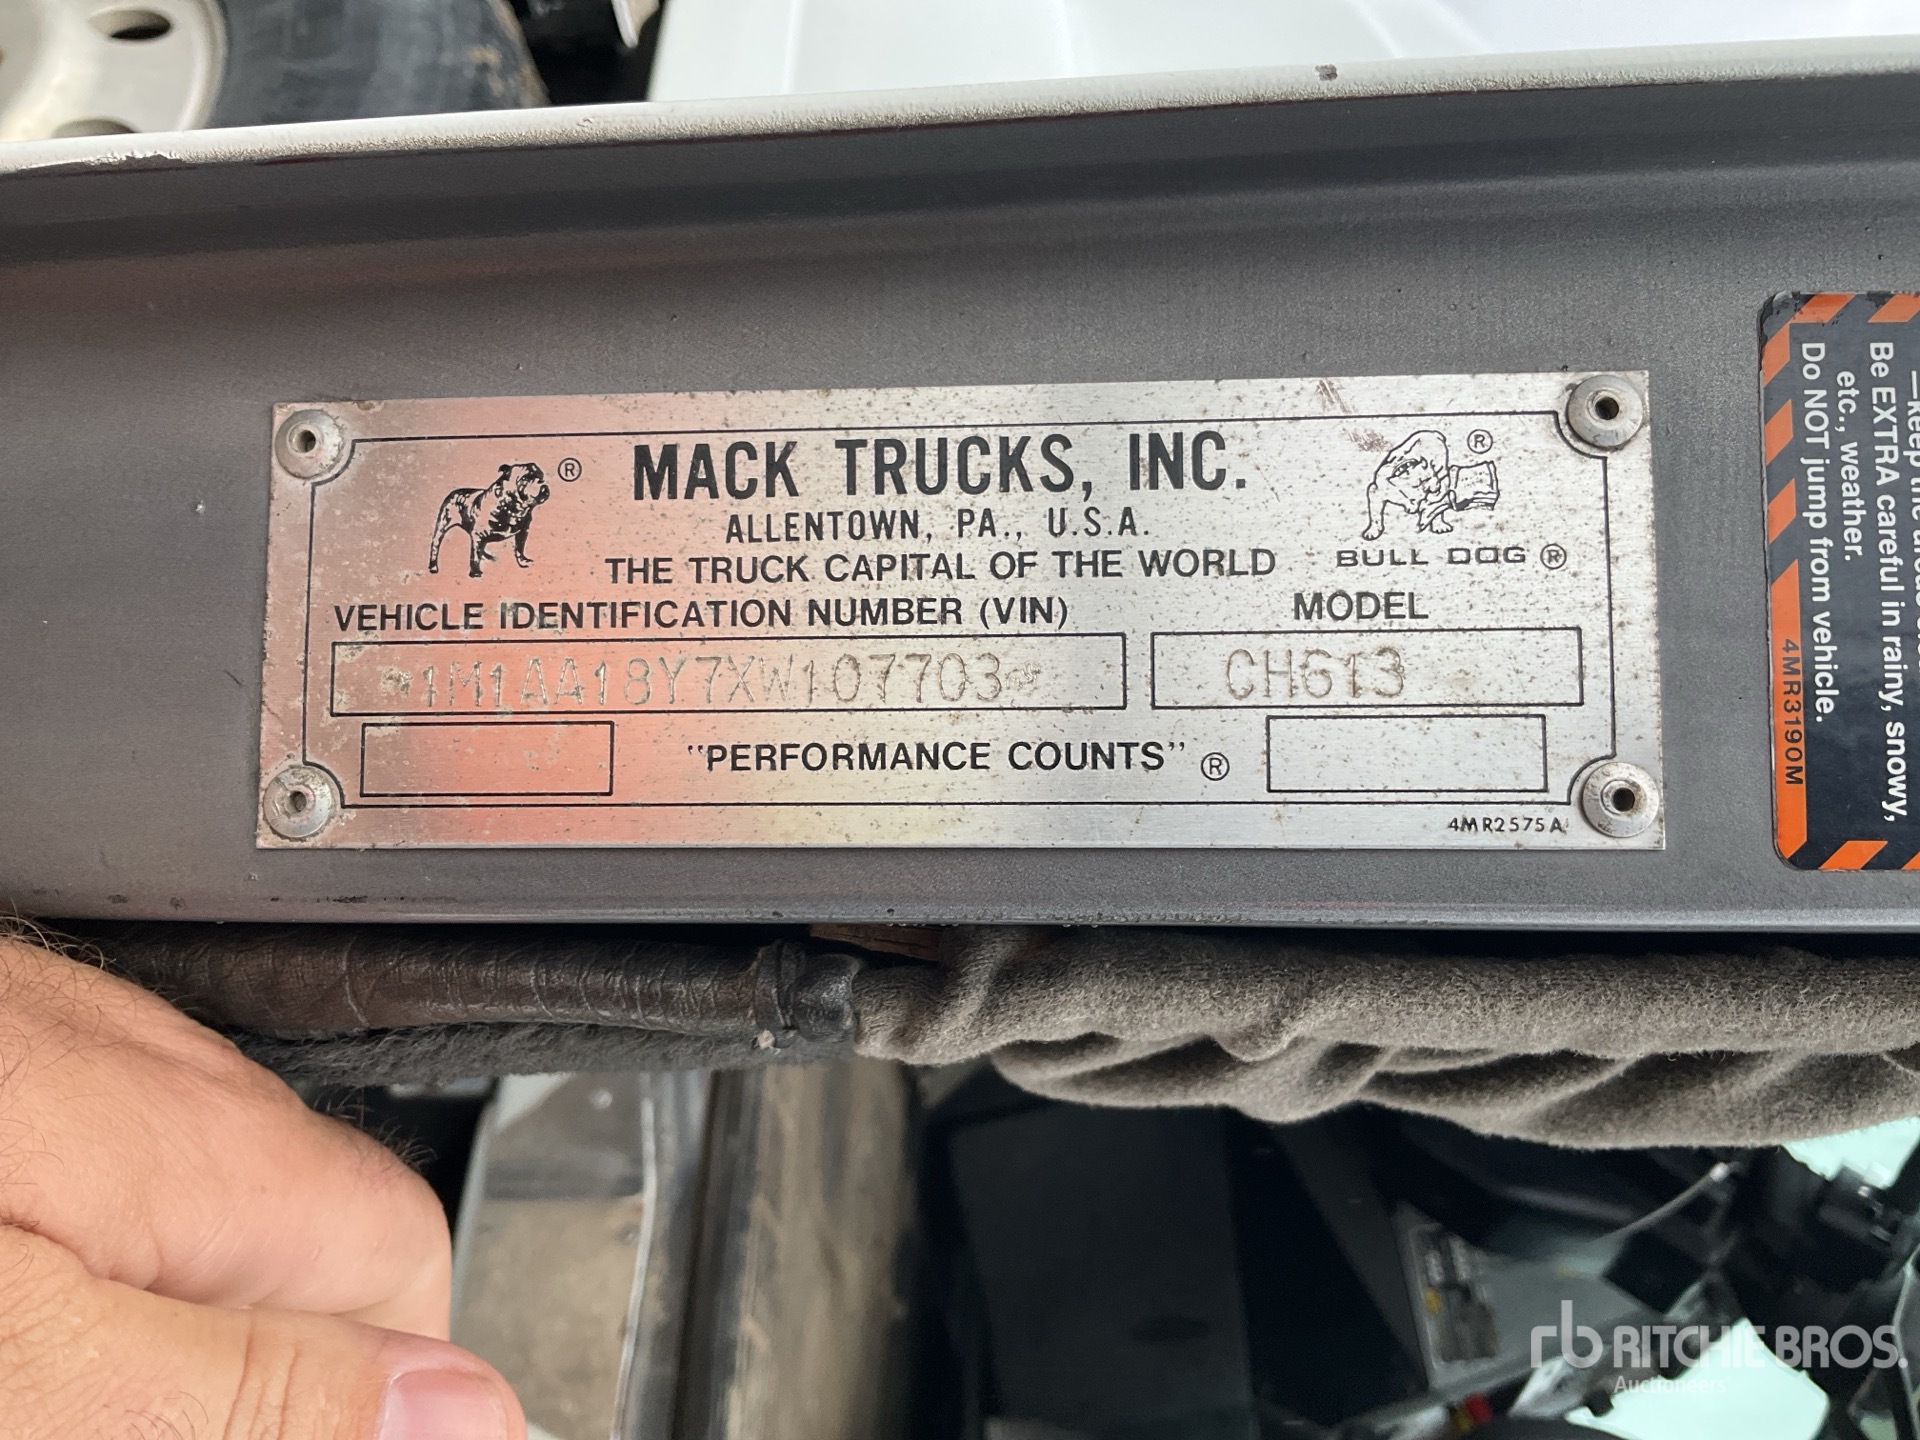 MACK TRUCKS, INC.
ALLENTOWN, PA., U.S.A.
THE TRUCK CAPITAL OF THE WORLD
BULL DOG ®
VEHICLE IDENTIFICATION NUMBER (VIN)
MODEL
1M1AA18Y7XW107703
CH613
"PERFORMANCE COUNTS" ®
4MR2575A
Be EXTRA careful in rainy, snowy,
etc., weather.
Do NOT jump from vehicle.
4MR3190M
rb RITCHIE BROS.
Auctioneers